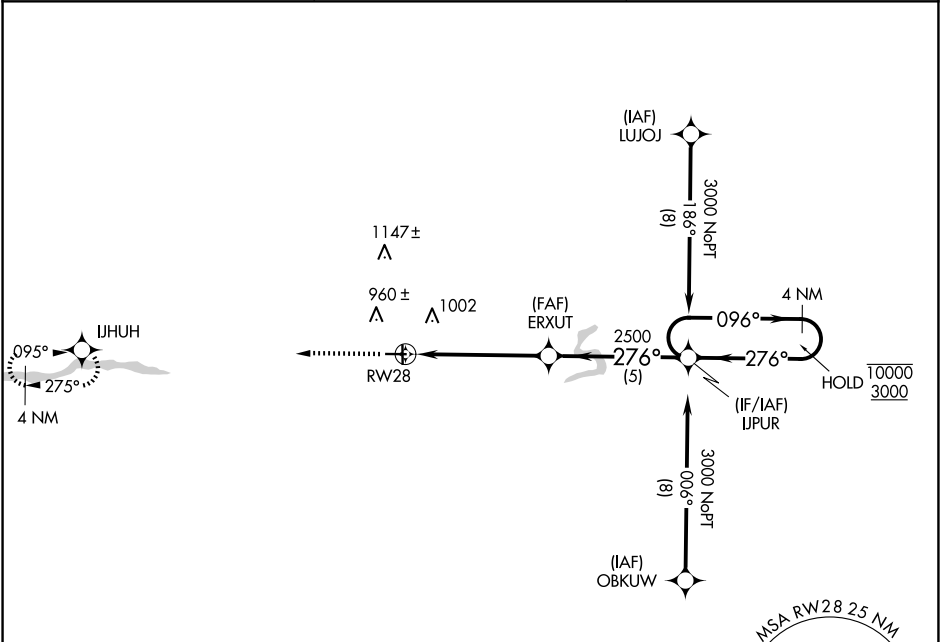 (IAF)
LUJOJ
3000 NoPT
186°
(8)
1147 ±
960 ±
1002
(FAF)
ERXUT
4 NM
096°
IJHUH
095°
2500
276°
(5)
276°
RW28
275°
4 NM
HOLD
10000
3000
(IF/IAF)
IJPUR
3000 NoPT
006°
(8)
(IAF)
OBKUW
MSA RW28 25 NM